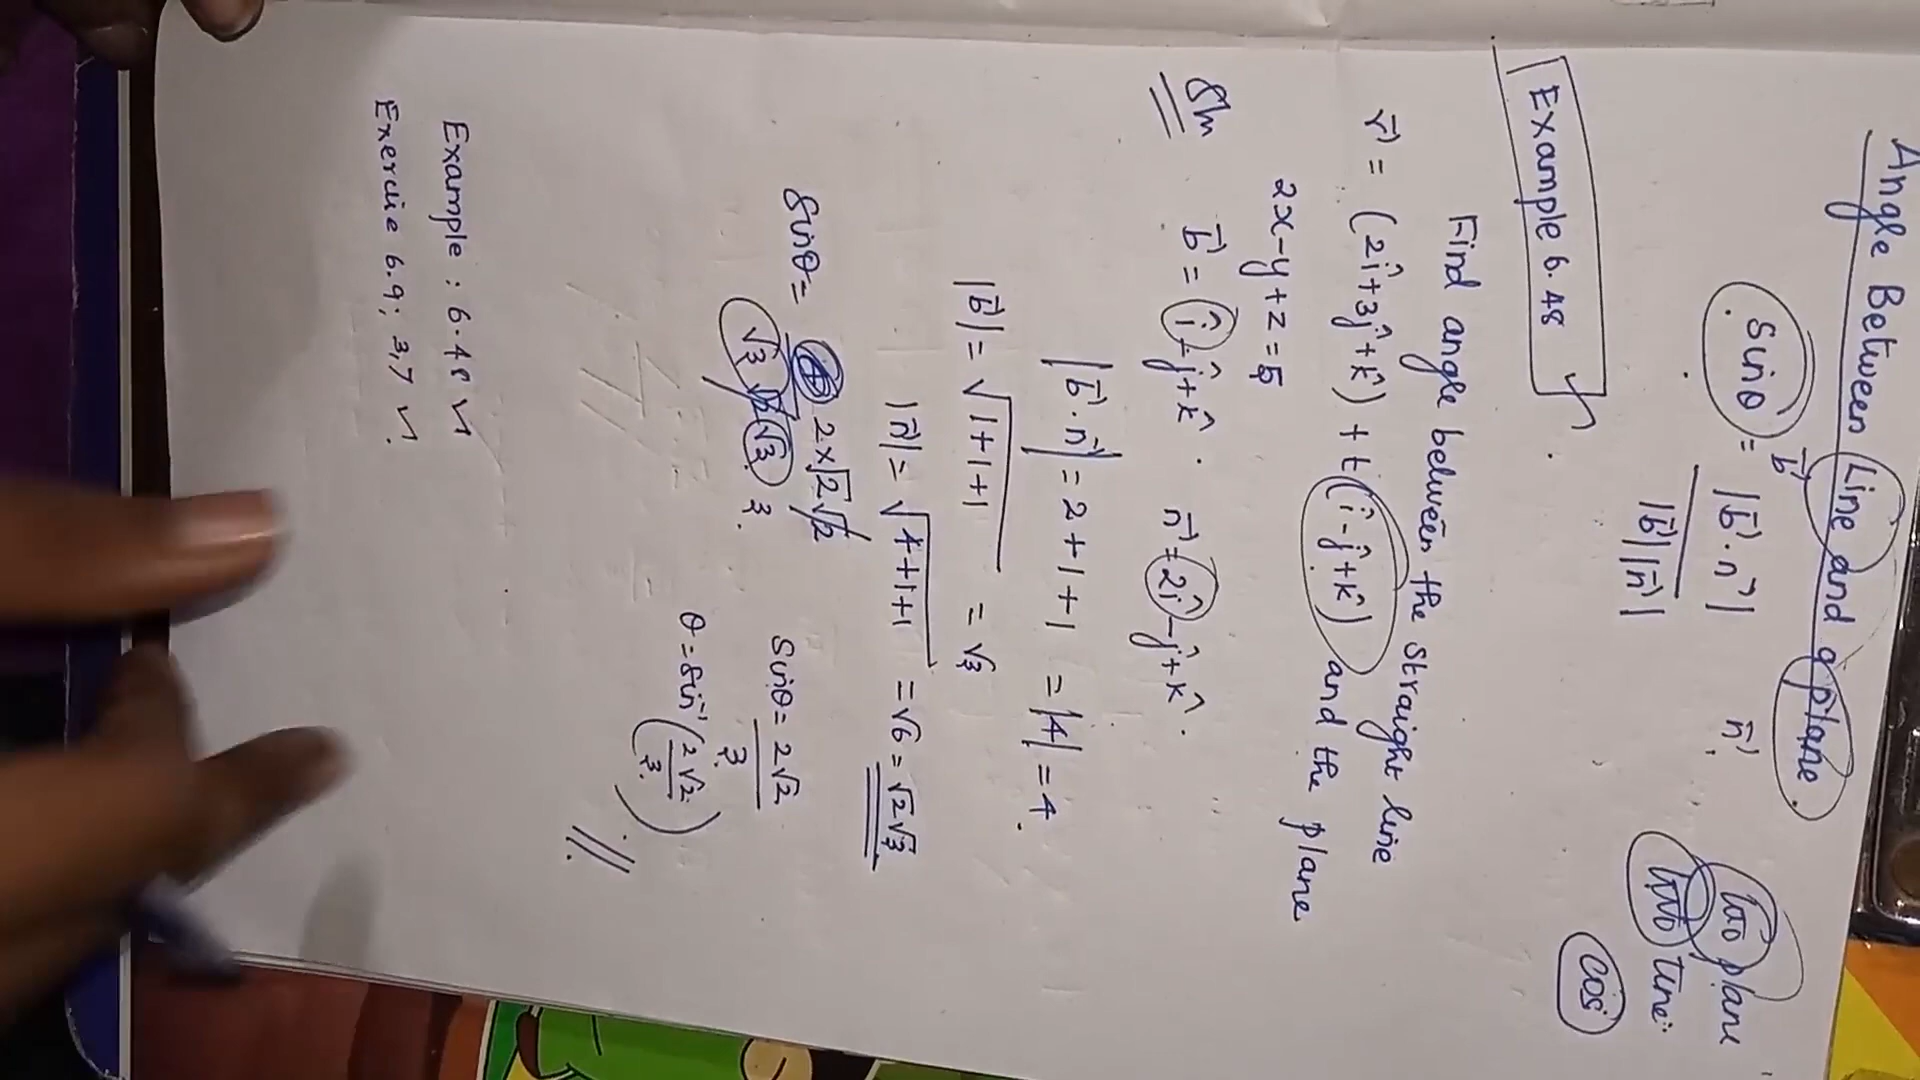 Angle Between Line and a plane.
b⃗ n⃗.
Sinθ = |b⃗·n⃗| / |b⃗||n⃗|
two plane
two line
cos
Example 6.48
Find angle between the straight line
r⃗ = (2î+3ĵ+k̂) + t(î-ĵ+k̂) and the plane
2x-y+z=5
Sln b⃗ = î-ĵ+k̂. n⃗ = 2î-ĵ+k̂.
|b⃗·n⃗| = 2+1+1 = |4| = 4.
|b⃗| = √1+1+1 = √3
|n⃗| = √4+1+1 = √6 = √2√3
Sinθ = 2×√2√2 / √3 √2 √3 3.
Sinθ = 2√2 / 3
θ = Sin⁻¹(2√2 / 3) //.
Example : 6.48 ✓
Exercise 6.9; 3,7 ✓.